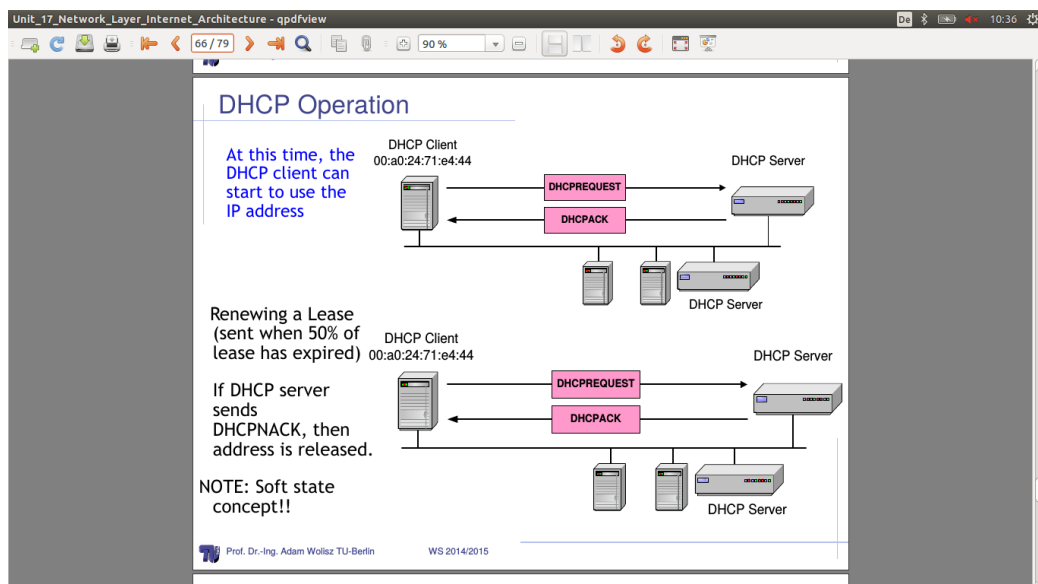 Unit_17_Network_Layer_Internet_Architecture - qpdfview
De
10:36
66 / 79
90 %
DHCP Operation
At this time, the
DHCP client can
start to use the
IP address
DHCP Client
00:a0:24:71:e4:44
DHCP Server
DHCPREQUEST
DHCPACK
DHCP Server
Renewing a Lease
(sent when 50% of
lease has expired)
If DHCP server
sends
DHCPNACK, then
address is released.
NOTE: Soft state
concept!!
DHCP Client
00:a0:24:71:e4:44
DHCP Server
DHCPREQUEST
DHCPACK
DHCP Server
Prof. Dr.-Ing. Adam Wolisz TU-Berlin
WS 2014/2015